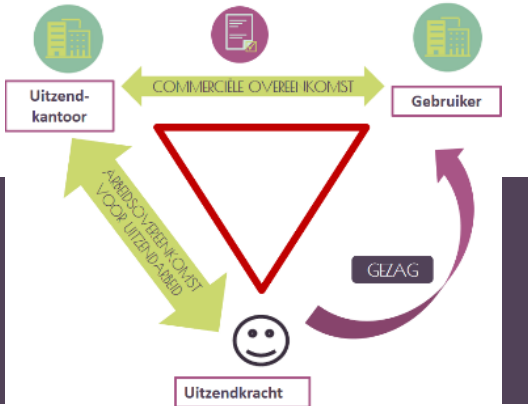 COMMERCIËLE OVEREENKOMST
Uitzend-
kantoor
Gebruiker
ARBEIDSOVEREENKOMST
VOOR UITZENDARBEID
GEZAG
Uitzendkracht